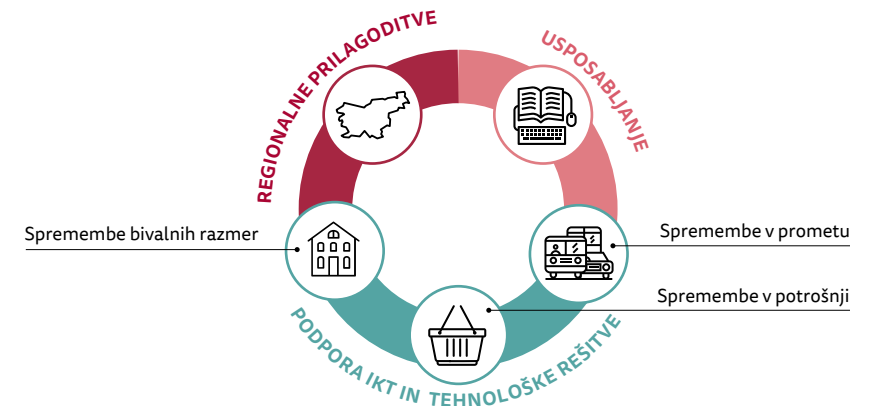 REGIONALNE PRILAGODITVE
USPOSABLJANJE
Spremembe bivalnih razmer
Spremembe v prometu
Spremembe v potrošnji
PODPORA IKT IN TEHNOLOŠKE REŠITVE